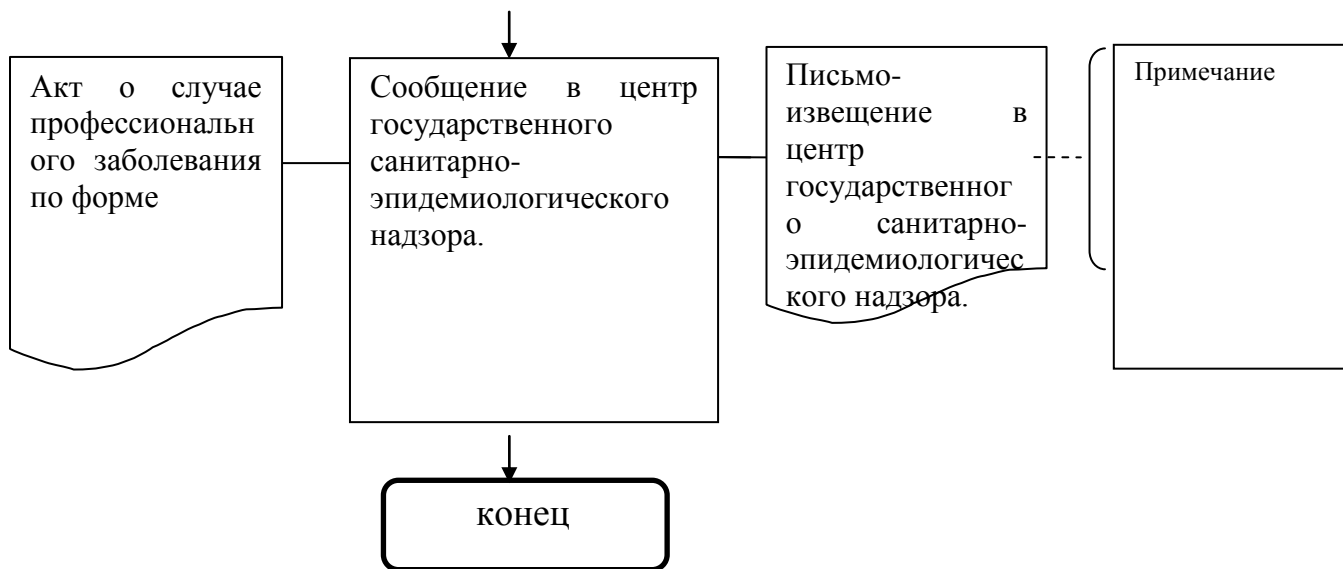 Акт о случае
профессиональн
ого заболевания
по форме
Сообщение в центр
государственного
санитарно-
эпидемиологического
надзора.
Письмо-
извещение в
центр
государственног
о санитарно-
эпидемиологичес
кого надзора.
Примечание
конец